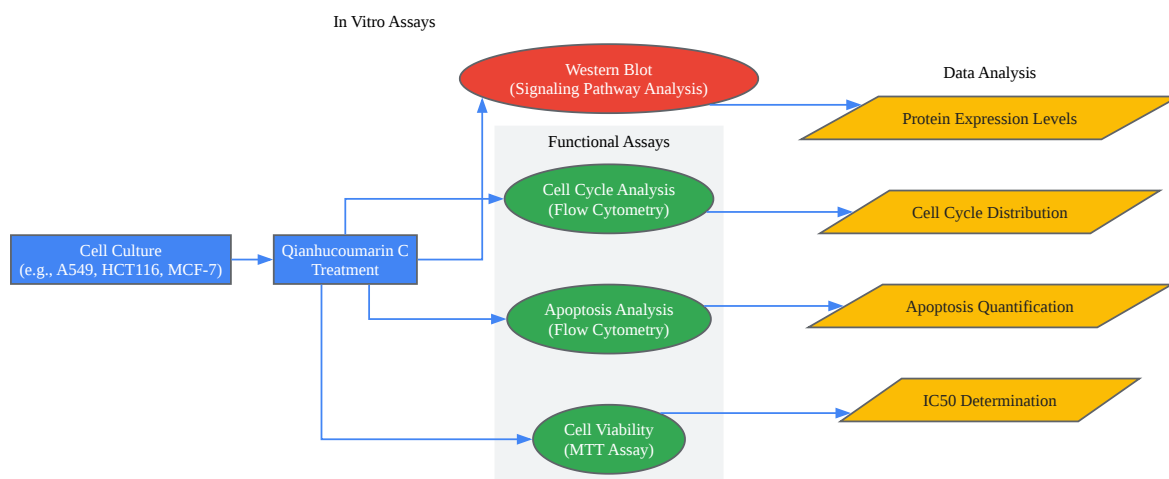 In Vitro Assays
Western Blot
(Signaling Pathway Analysis)
Data Analysis
Protein Expression Levels
Functional Assays
Cell Cycle Analysis
(Flow Cytometry)
Cell Cycle Distribution
Cell Culture
(e.g., A549, HCT116, MCF-7)
Qianhucoumarin C
Treatment
Apoptosis Analysis
(Flow Cytometry)
Apoptosis Quantification
Cell Viability
(MTT Assay)
IC50 Determination